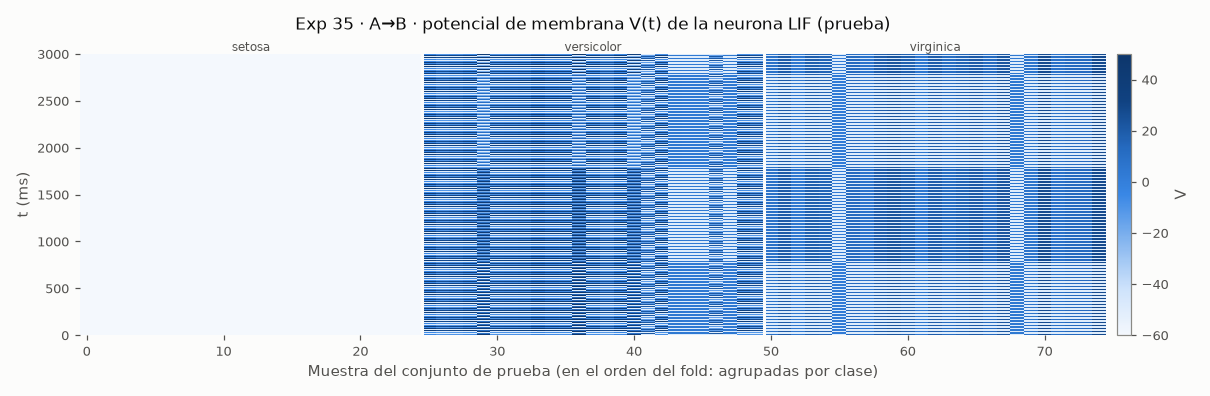 Exp 35 · A→B · potencial de membrana V(t) de la neurona LIF (prueba)
setosa versicolor virginica
3000
2500
2000
1500
1000
500
0
t (ms)
0 10 20 30 40 50 60 70
Muestra del conjunto de prueba (en el orden del fold: agrupadas por clase)
40
20
0
−20
−40
−60
V